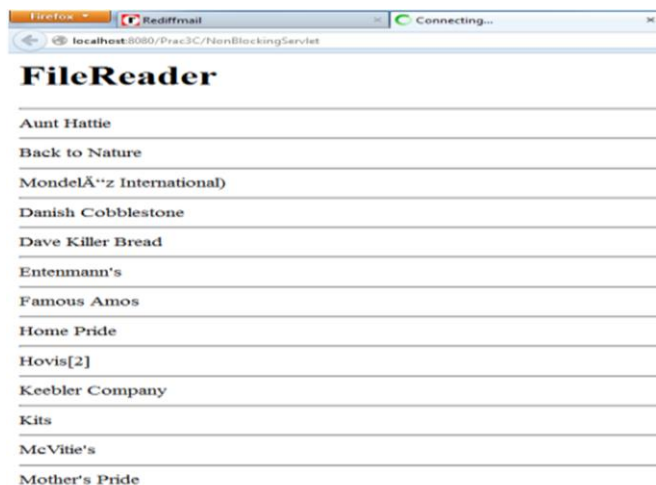 Firefox
Rediffmail
Connecting...
localhost:8080/Prac3C/NonBlockingServlet
FileReader
Aunt Hattie
Back to Nature
MondelÄ“z International)
Danish Cobblestone
Dave Killer Bread
Entenmann's
Famous Amos
Home Pride
Hovis[2]
Keebler Company
Kits
McVitie's
Mother's Pride